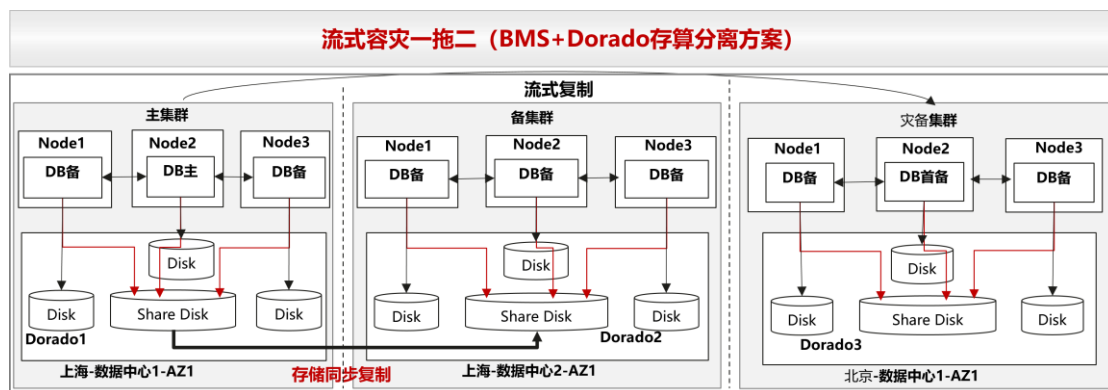 流式容灾一拖二（BMS+Dorado存算分离方案）
流式复制
主集群
Node1
Node2
Node3
DB备
DB主
DB备
Disk
Disk
Share Disk
Disk
Dorado1
上海-数据中心1-AZ1
备集群
Node1
Node2
Node3
DB备
DB备
DB备
Disk
Disk
Share Disk
Disk
Dorado2
上海-数据中心2-AZ1
存储同步复制
灾备集群
Node1
Node2
Node3
DB备
DB首备
DB备
Disk
Disk
Share Disk
Disk
Dorado3
北京-数据中心1-AZ1